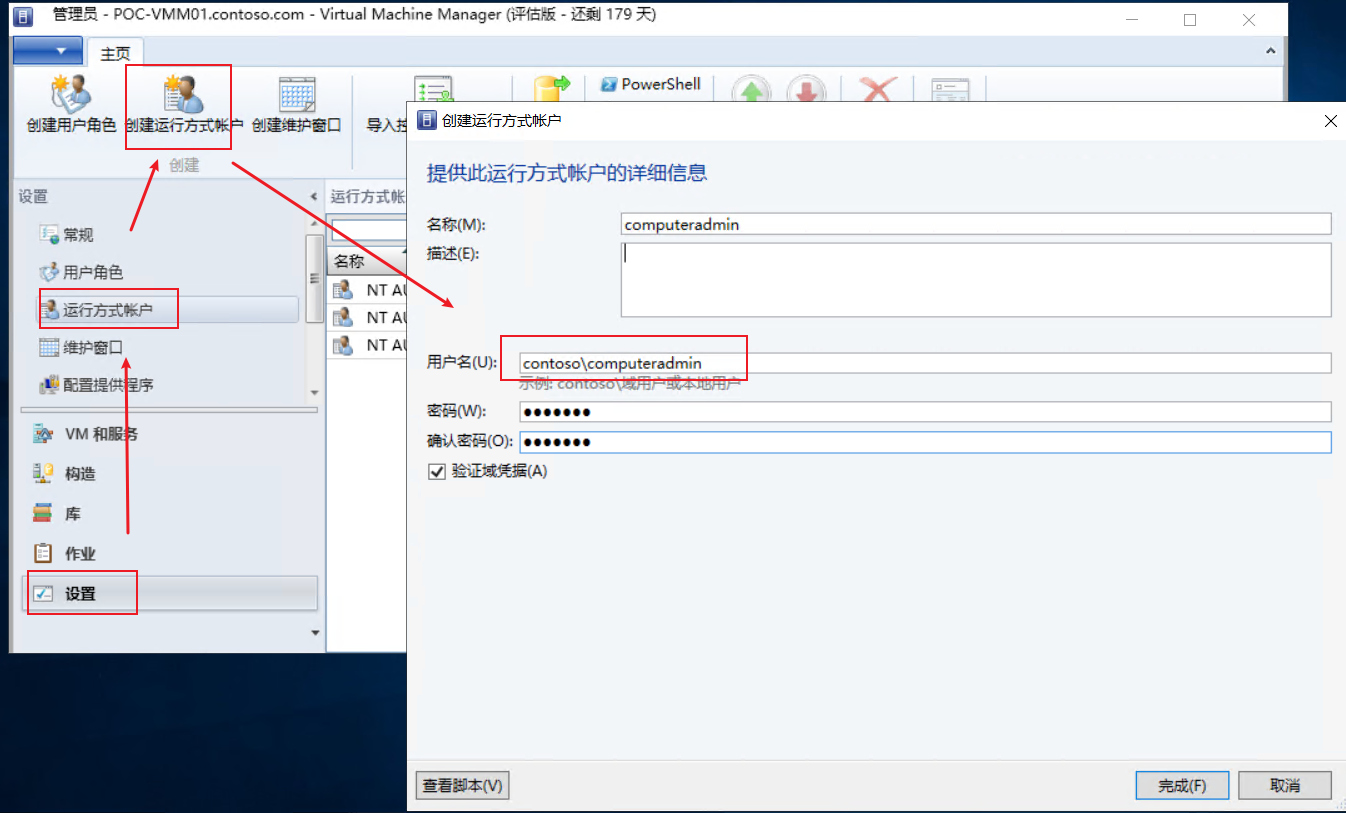 管理员 - POC-VMM01.contoso.com - Virtual Machine Manager (评估版 - 还剩 179 天)
主页
创建用户角色
创建运行方式帐户
创建维护窗口
导入控
PowerShell
创建
设置
常规
用户角色
运行方式帐户
维护窗口
配置提供程序
VM 和服务
构造
库
作业
设置
运行方式帐
名称
NT AU
NT AU
NT AU
创建运行方式帐户
提供此运行方式帐户的详细信息
名称(M): computeradmin
描述(E):
用户名(U): contoso\computeradmin
示例: contoso\域用户或本地用户
密码(W): ●●●●●●●
确认密码(O): ●●●●●●●
验证域凭据(A)
查看脚本(V)
完成(F)
取消